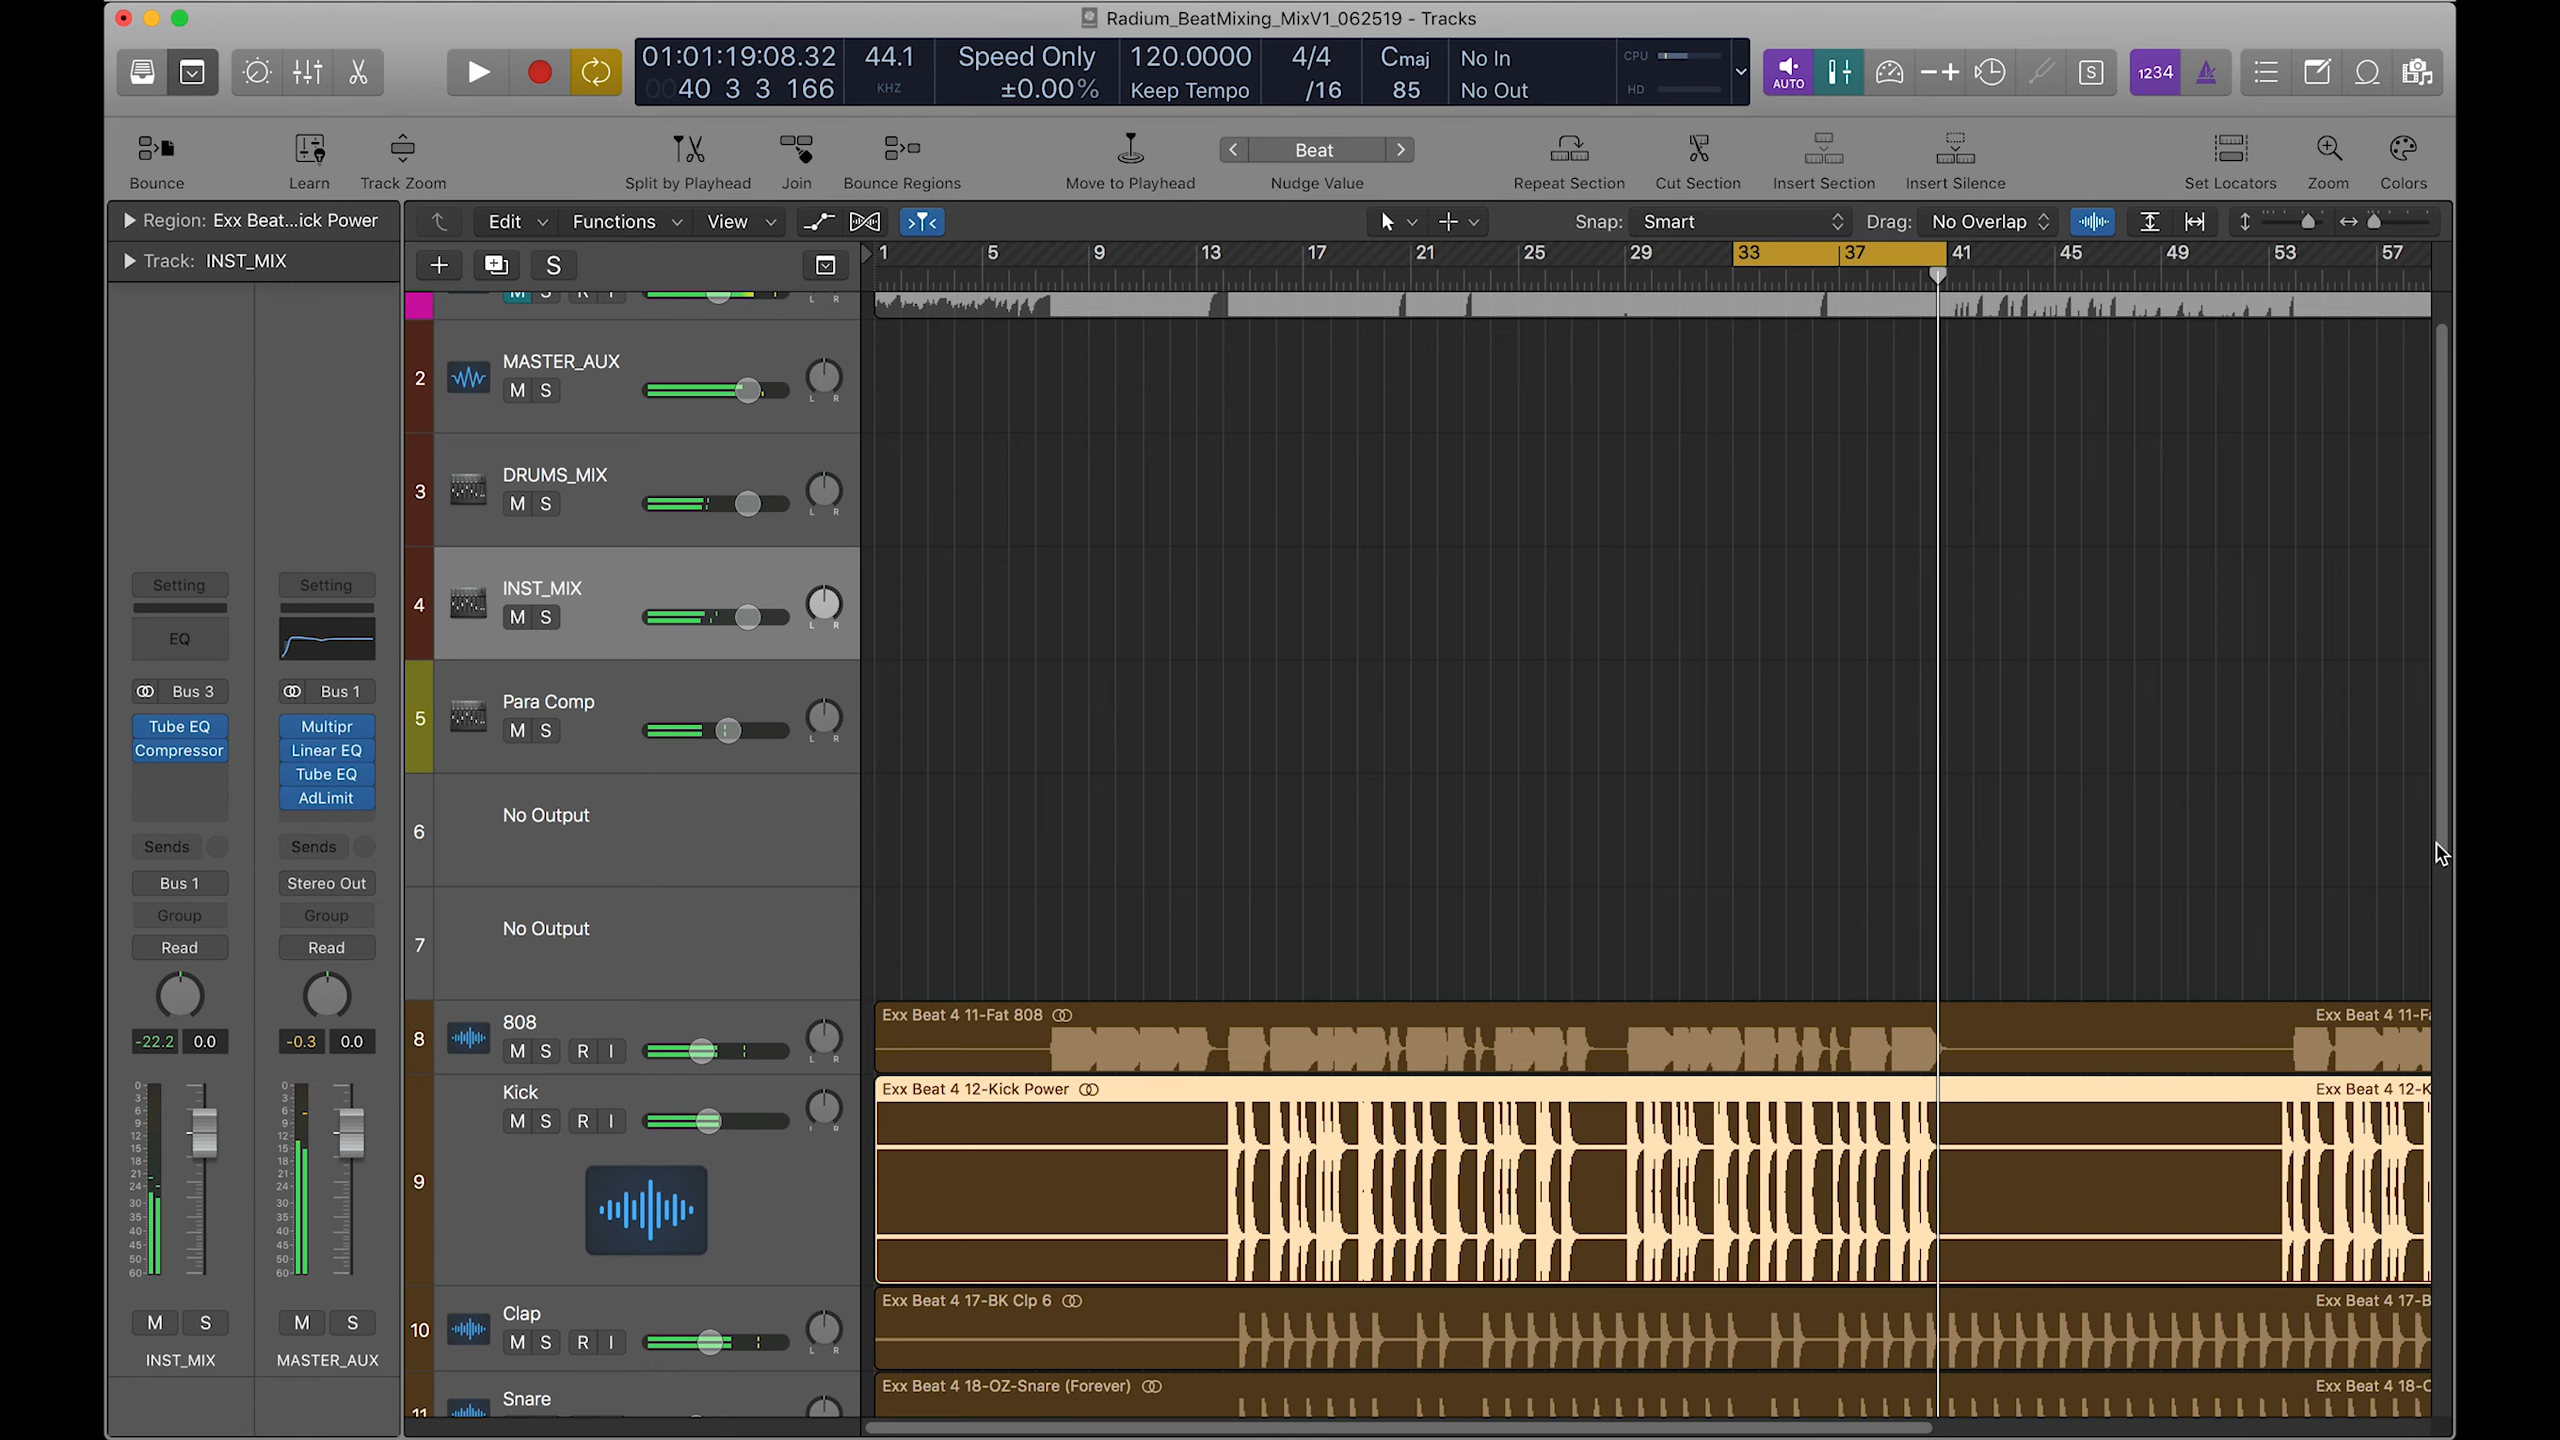 Radium_BeatMixing_MixV1_062519 - Tracks
01:01:19:08.32
0040 3 3 166
44.1
KHZ
Speed Only
±0.00%
120.0000
Keep Tempo
4/4
/16
Cmaj
85
No In
No Out
CPU
HD
AUTO
S
1234
Bounce
Learn
Track Zoom
Split by Playhead
Join
Bounce Regions
Move to Playhead
Beat
Nudge Value
Repeat Section
Cut Section
Insert Section
Insert Silence
Set Locators
Zoom
Colors
Region: Exx Beat...ick Power
Track: INST_MIX
Edit
Functions
View
Snap: Smart
Drag: No Overlap
S
1 5 9 13 17 21 25 29 33 37 41 45 49 53 57
M S R I
L R
2
MASTER_AUX
M S
L R
3
DRUMS_MIX
M S
L R
4
INST_MIX
M S
L R
5
Para Comp
M S
L R
6
No Output
7
No Output
8
808
M S R I
L R
9
Kick
M S R I
10
Clap
M S R I
L R
11
Snare
Exx Beat 4 11-Fat 808
Exx Beat 4 11-Fa
Exx Beat 4 12-Kick Power
Exx Beat 4 12-K
Exx Beat 4 17-BK Clp 6
Exx Beat 4 17-B
Exx Beat 4 18-OZ-Snare (Forever)
Exx Beat 4 18-O
Setting Setting
EQ
Bus 3 Bus 1
Tube EQ Multipr
Compressor Linear EQ
Tube EQ
AdLimit
Sends Sends
Bus 1 Stereo Out
Group Group
Read Read
-22.2 0.0 -0.3 0.0
0 0
3 3
6 6
9 9
12 12
15 15
18 18
21 21
24 24
30 30
35 35
40 40
45 45
50 50
60 60
M S M S
INST_MIX MASTER_AUX